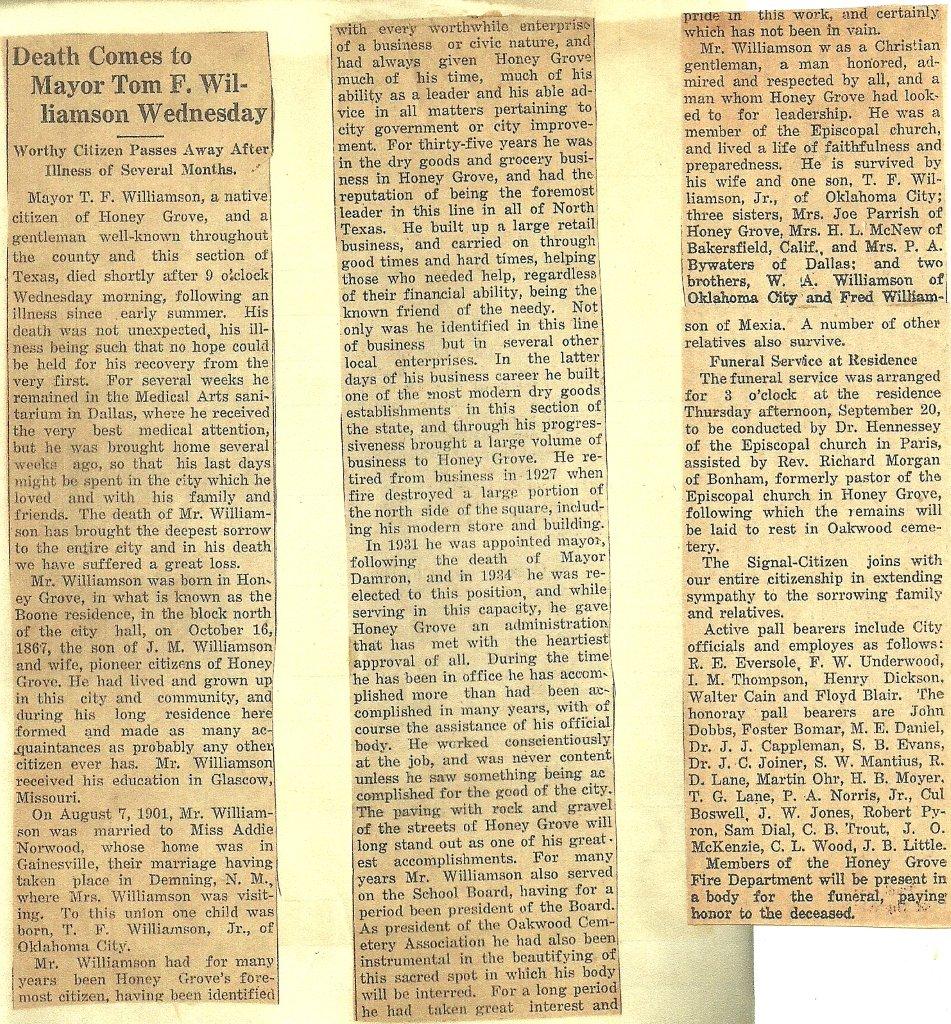 Death Comes to
Mayor Tom F. Wil-
liamson Wednesday
Worthy Citizen Passes Away After
Illness of Several Months.
Mayor T. F. Williamson, a native
citizen of Honey Grove, and a
gentleman well-known throughout
the county and this section of
Texas, died shortly after 9 o'clock
Wednesday morning, following an
illness since early summer. His
death was not unexpected, his ill-
ness being such that no hope could
be held for his recovery from the
very first. For several weeks he
remained in the Medical Arts sani-
tarium in Dallas, where he received
the very best medical attention,
but he was brought home several
weeks ago, so that his last days
might be spent in the city which he
loved and with his family and
friends. The death of Mr. William-
son has brought the deepest sorrow
to the entire city and in his death
we have suffered a great loss.
Mr. Williamson was born in Hon-
ey Grove, in what is known as the
Boone residence, in the block north
of the city hall, on October 16,
1867, the son of J. M. Williamson
and wife, pioneer citizens of Honey
Grove. He had lived and grown up
in this city and community, and
during his long residence here
formed and made as many ac-
quaintances as probably any other
citizen ever has. Mr. Williamson
received his education in Glascow,
Missouri.
On August 7, 1901, Mr. William-
son was married to Miss Addie
Norwood, whose home was in
Gainesville, their marriage having
taken place in Demning, N. M.,
where Mrs. Williamson was visit-
ing. To this union one child was
born, T. F. Williamson, Jr., of
Oklahoma City.
Mr. Williamson had for many
years been Honey Grove's fore-
most citizen, having been identified
with every worthwhile enterprise
of a business or civic nature, and
had always given Honey Grove
much of his time, much of his
ability as a leader and his able ad-
vice in all matters pertaining to
city government or city improve-
ment. For thirty-five years he was
in the dry goods and grocery busi-
ness in Honey Grove, and had the
reputation of being the foremost
leader in this line in all of North
Texas. He built up a large retail
business, and carried on through
good times and hard times, helping
those who needed help, regardless
of their financial ability, being the
known friend of the needy. Not
only was he identified in this line
of business but in several other
local enterprises. In the latter
days of his business career he built
one of the most modern dry goods
establishments in this section of
the state, and through his progres-
siveness brought a large volume of
business to Honey Grove. He re-
tired from business in 1927 when
fire destroyed a large portion of
the north side of the square, includ-
ing his modern store and building.
In 1931 he was appointed mayor,
following the death of Mayor
Damron, and in 1934 he was re-
elected to this position, and while
serving in this capacity, he gave
Honey Grove an administration
that has met with the heartiest
approval of all. During the time
he has been in office he has accom-
plished more than had been ac-
complished in many years, with of
course the assistance of his official
body. He worked conscientiously
at the job, and was never content
unless he saw something being ac
complished for the good of the city.
The paving with rock and gravel
of the streets of Honey Grove will
long stand out as one of his great-
est accomplishments. For many
years Mr. Williamson also served
on the School Board, having for a
period been president of the Board.
As president of the Oakwood Cem-
etery Association he had also been
instrumental in the beautifying of
this sacred spot in which his body
will be interred. For a long period
he had taken great interest and
pride in this work, and certainly
which has not been in vain.
Mr. Williamson was a Christian
gentleman, a man honored, ad-
mired and respected by all, and a
man whom Honey Grove had look-
ed to for leadership. He was a
member of the Episcopal church,
and lived a life of faithfulness and
preparedness. He is survived by
his wife and one son, T. F. Wil-
liamson, Jr., of Oklahoma City;
three sisters, Mrs. Joe Parrish of
Honey Grove, Mrs. H. L. McNew of
Bakersfield, Calif., and Mrs. P. A.
Bywaters of Dallas; and two
brothers, W. A. Williamson of
Oklahoma City and Fred William-
son of Mexia. A number of other
relatives also survive.
Funeral Service at Residence
The funeral service was arranged
for 3 o'clock at the residence
Thursday afternoon, September 20,
to be conducted by Dr. Hennessey
of the Episcopal church in Paris,
assisted by Rev. Richard Morgan
of Bonham, formerly pastor of the
Episcopal church in Honey Grove,
following which the remains will
be laid to rest in Oakwood ceme-
tery.
The Signal-Citizen joins with
our entire citizenship in extending
sympathy to the sorrowing family
and relatives.
Active pall bearers include City
officials and employes as follows:
R. E. Eversole, F. W. Underwood,
I. M. Thompson, Henry Dickson,
Walter Cain and Floyd Blair. The
honoray pall bearers are John
Dobbs, Foster Bomar, M. E. Daniel,
Dr. J. J. Cappleman, S. B. Evans,
Dr. J. C. Joiner, S. W. Mantius, R.
D. Lane, Martin Ohr, H. B. Moyer,
T. G. Lane, P. A. Norris, Jr., Cul
Boswell, J. W. Jones, Robert Py-
ron, Sam Dial, C. B. Trout, J. O.
McKenzie, C. L. Wood, J. B. Little.
Members of the Honey Grove
Fire Department will be present in
a body for the funeral, paying
honor to the deceased.